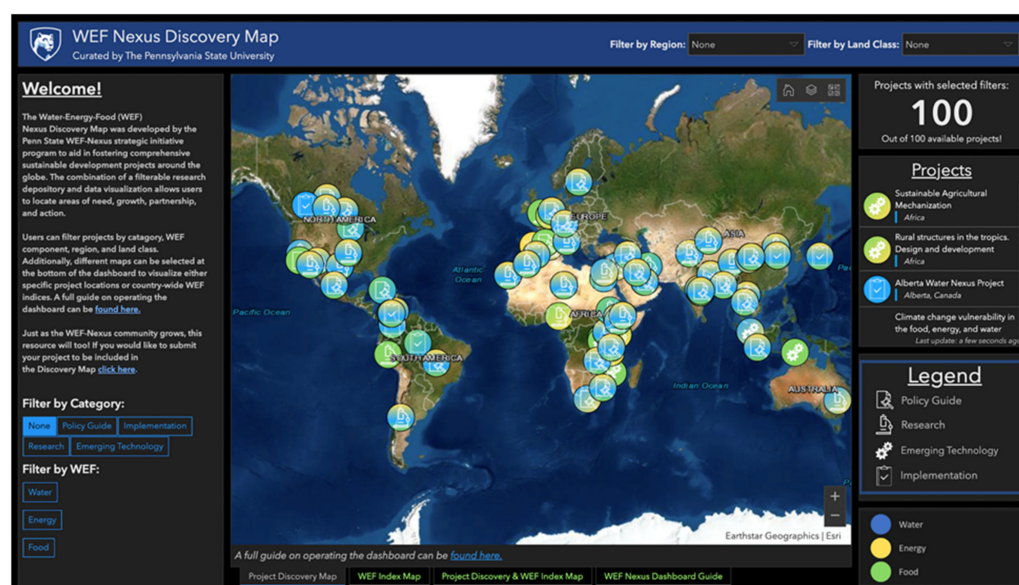 WEF Nexus Discovery Map
Curated by The Pennsylvania State University
Filter by Region: None
Filter by Land Class: None
Welcome!
The Water-Energy-Food (WEF)
Nexus Discovery Map was developed by the
Penn State WEF-Nexus strategic initiative
program to aid in fostering comprehensive
sustainable development projects around the
globe. The combination of a filterable research
depository and data visualization allows users
to locate areas of need, growth, partnership,
and action.
Users can filter projects by catagory, WEF
component, region, and land class.
Additionally, different maps can be selected at
the bottom of the dashboard to visualize either
specific project locations or country-wide WEF
indices. A full guide on operating the
dashboard can be found here.
Just as the WEF-Nexus community grows, this
resource will too! If you would like to submit
your project to be included in
the Discovery Map click here.
Filter by Category:
None Policy Guide Implementation
Research Emerging Technology
Filter by WEF:
Water
Energy
Food
NORTH AMERICA
EUROPE
ASIA
Atlantic
Ocean
Pacific Ocean
AFRICA
SOUTH AMERICA
Indian Ocean
AUSTRALIA
Pa
P
+
−
Earthstar Geographics | Esri
A full guide on operating the dashboard can be found here.
Project Discovery Map
WEF Index Map
Project Discovery & WEF Index Map
WEF Nexus Dashboard Guide
Projects with selected filters:
100
Out of 100 available projects!
Projects
Sustainable Agricultural
Mechanization
Africa
Rural structures in the tropics.
Design and development
Africa
Alberta Water Nexus Project
Alberta, Canada
Climate change vulnerability in
the food, energy, and water
Last update: a few seconds ago
Legend
Policy Guide
Research
Emerging Technology
Implementation
Water
Energy
Food